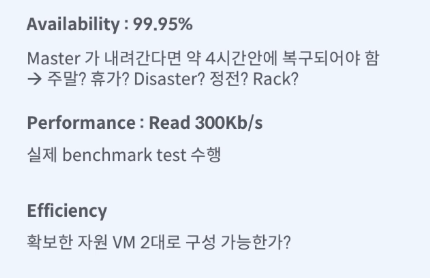 Availability : 99.95%
Master 가 내려간다면 약 4시간안에 복구되어야 함
→ 주말? 휴가? Disaster? 정전? Rack?
Performance : Read 300Kb/s
실제 benchmark test 수행
Efficiency
확보한 자원 VM 2대로 구성 가능한가?